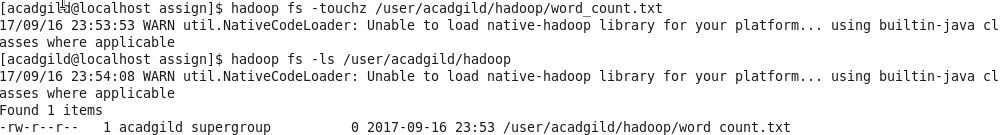 [acadgild@localhost assign]$ hadoop fs -touchz /user/acadgild/hadoop/word_count.txt
17/09/16 23:53:53 WARN util.NativeCodeLoader: Unable to load native-hadoop library for your platform... using builtin-java cl
asses where applicable
[acadgild@localhost assign]$ hadoop fs -ls /user/acadgild/hadoop
17/09/16 23:54:08 WARN util.NativeCodeLoader: Unable to load native-hadoop library for your platform... using builtin-java cl
asses where applicable
Found 1 items
-rw-r--r--   1 acadgild supergroup          0 2017-09-16 23:53 /user/acadgild/hadoop/word_count.txt